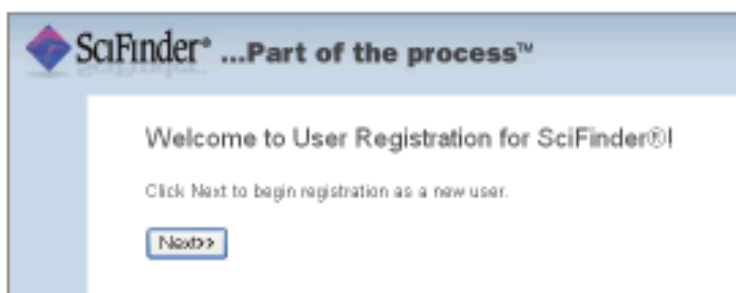 SciFinder® ...Part of the process™
Welcome to User Registration for SciFinder®!
Click Next to begin registration as a new user.
Next>>